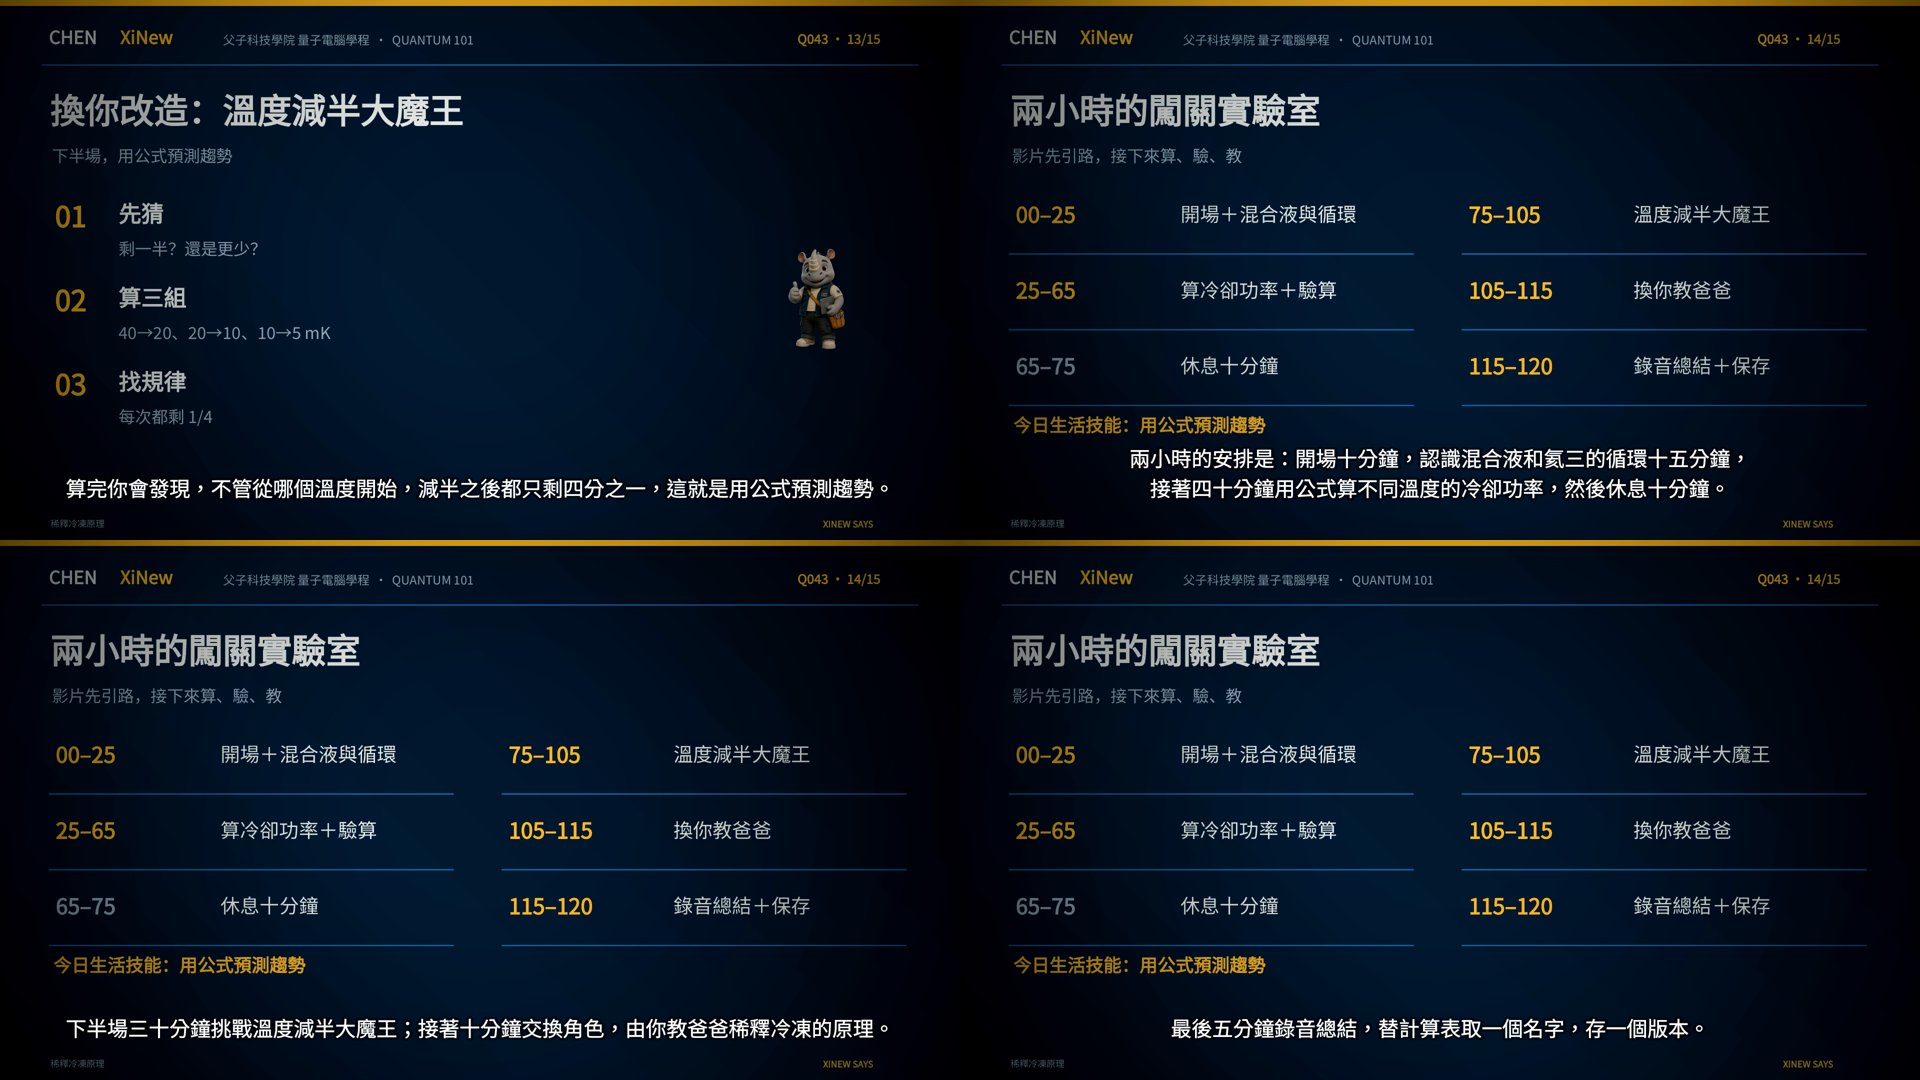 CHEN XiNew 父子科技學院 量子電腦學程 · QUANTUM 101 Q043 · 13/15
換你改造：溫度減半大魔王
下半場，用公式預測趨勢
01 先猜
剩一半？還是更少？
02 算三組
40→20、20→10、10→5 mK
03 找規律
每次都剩 1/4
算完你會發現，不管從哪個溫度開始，減半之後都只剩四分之一，這就是用公式預測趨勢。
稀釋冷凍原理 XINEW SAYS
CHEN XiNew 父子科技學院 量子電腦學程 · QUANTUM 101 Q043 · 14/15
兩小時的闖關實驗室
影片先引路，接下來算、驗、教
00–25 開場＋混合液與循環 75–105 溫度減半大魔王
25–65 算冷卻功率＋驗算 105–115 換你教爸爸
65–75 休息十分鐘 115–120 錄音總結＋保存
今日生活技能：用公式預測趨勢
兩小時的安排是：開場十分鐘，認識混合液和氦三的循環十五分鐘，
接著四十分鐘用公式算不同溫度的冷卻功率，然後休息十分鐘。
稀釋冷凍原理 XINEW SAYS
CHEN XiNew 父子科技學院 量子電腦學程 · QUANTUM 101 Q043 · 14/15
兩小時的闖關實驗室
影片先引路，接下來算、驗、教
00–25 開場＋混合液與循環 75–105 溫度減半大魔王
25–65 算冷卻功率＋驗算 105–115 換你教爸爸
65–75 休息十分鐘 115–120 錄音總結＋保存
今日生活技能：用公式預測趨勢
下半場三十分鐘挑戰溫度減半大魔王；接著十分鐘交換角色，由你教爸爸稀釋冷凍的原理。
稀釋冷凍原理 XINEW SAYS
CHEN XiNew 父子科技學院 量子電腦學程 · QUANTUM 101 Q043 · 14/15
兩小時的闖關實驗室
影片先引路，接下來算、驗、教
00–25 開場＋混合液與循環 75–105 溫度減半大魔王
25–65 算冷卻功率＋驗算 105–115 換你教爸爸
65–75 休息十分鐘 115–120 錄音總結＋保存
今日生活技能：用公式預測趨勢
最後五分鐘錄音總結，替計算表取一個名字，存一個版本。
稀釋冷凍原理 XINEW SAYS